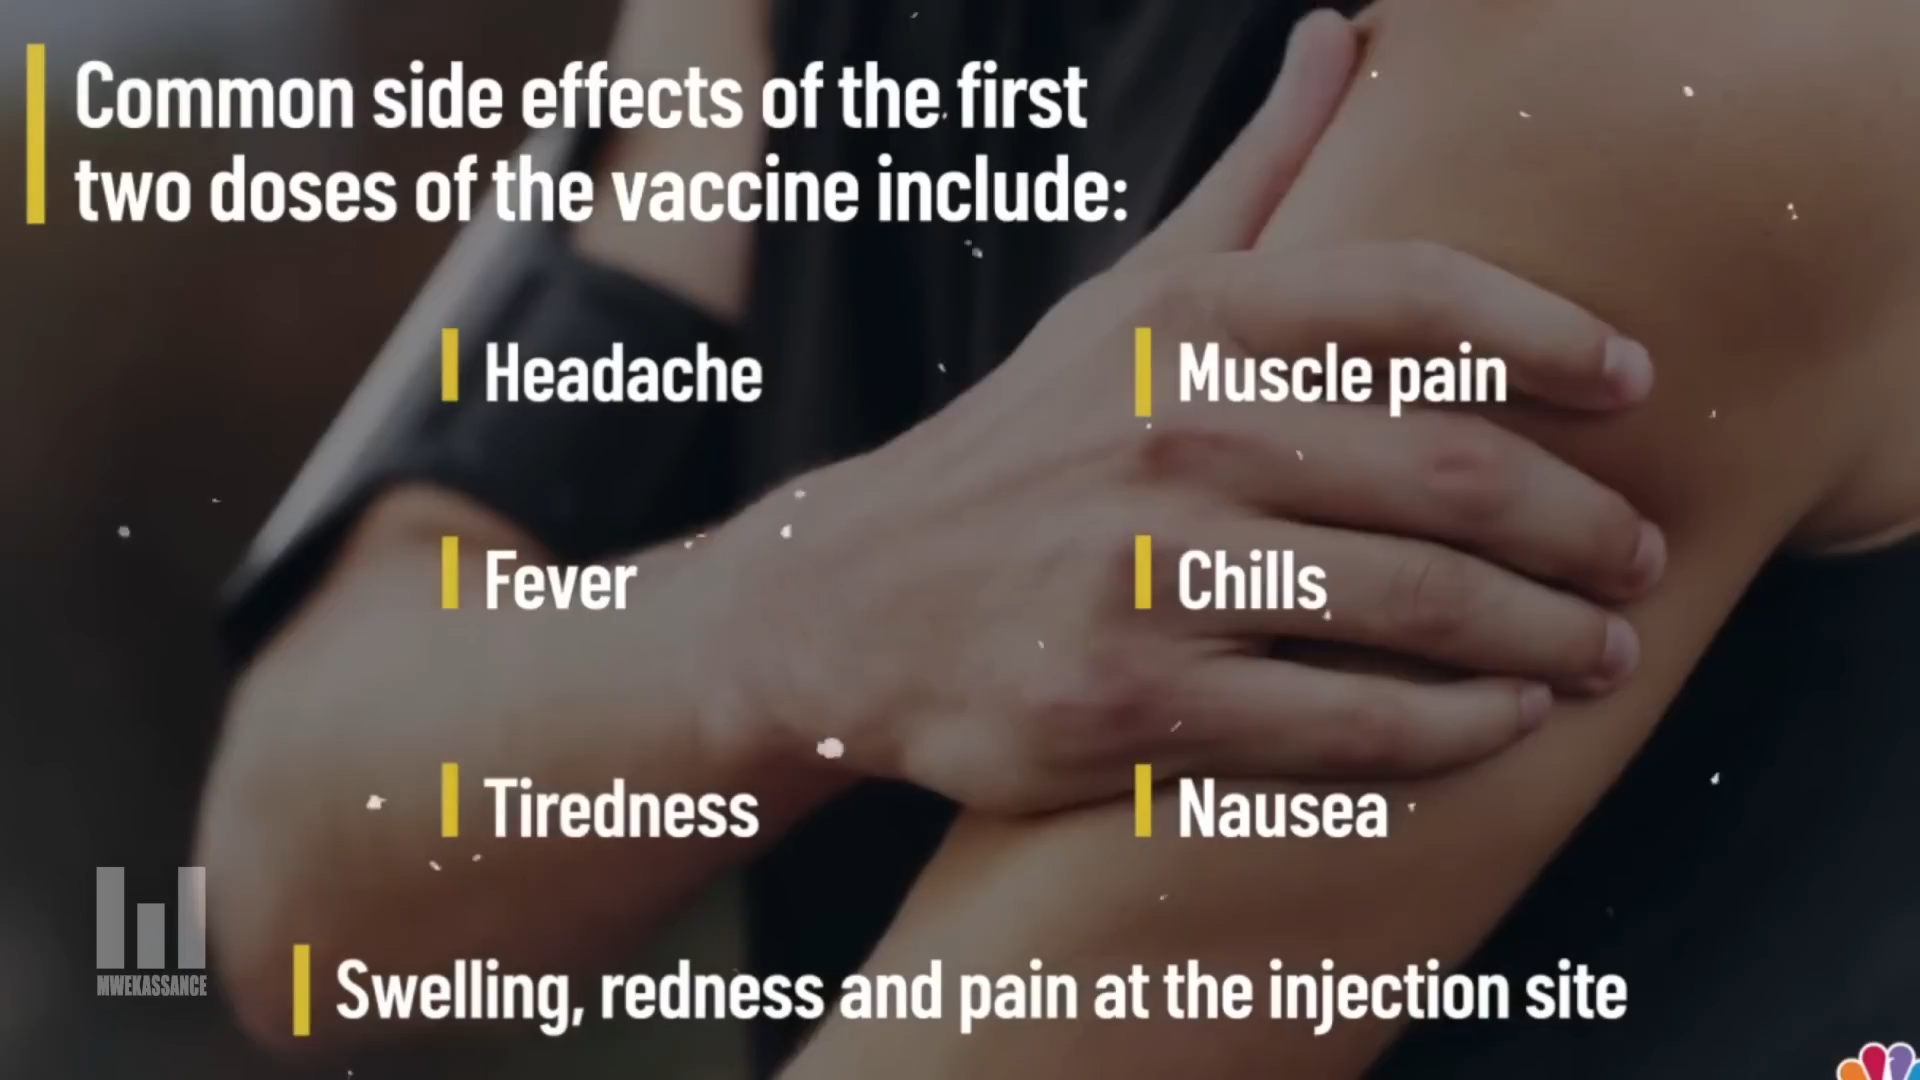 Common side effects of the first
two doses of the vaccine include:
Headache
Muscle pain
Fever
Chills
Tiredness
Nausea
Swelling, redness and pain at the injection site
MWEKASSANCE